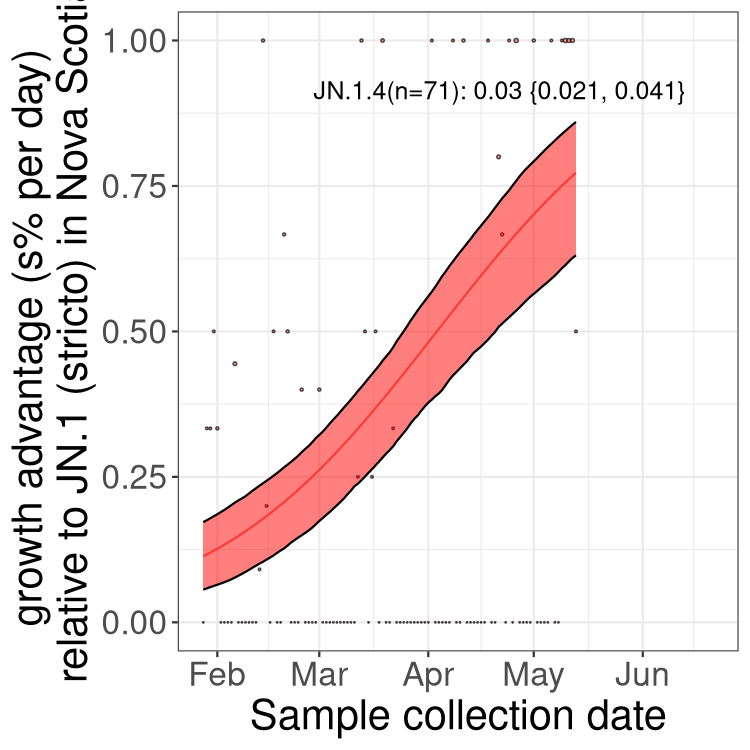 growth advantage (s% per day)
relative to JN.1 (stricto) in Nova Scotia
1.00
0.75
0.50
0.25
0.00
JN.1.4(n=71): 0.03 {0.021, 0.041}
Feb Mar Apr May Jun
Sample collection date